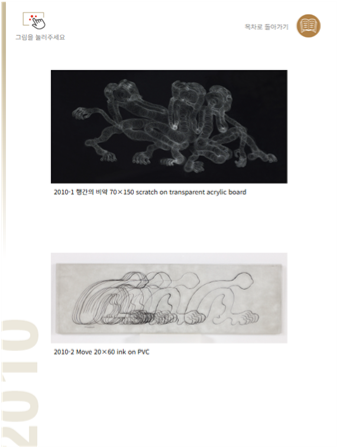 그림을 눌러주세요
목차로 돌아가기
2010-1 행간의 비약 70×150 scratch on transparent acrylic board
2010-2 Move 20×60 ink on PVC
2010